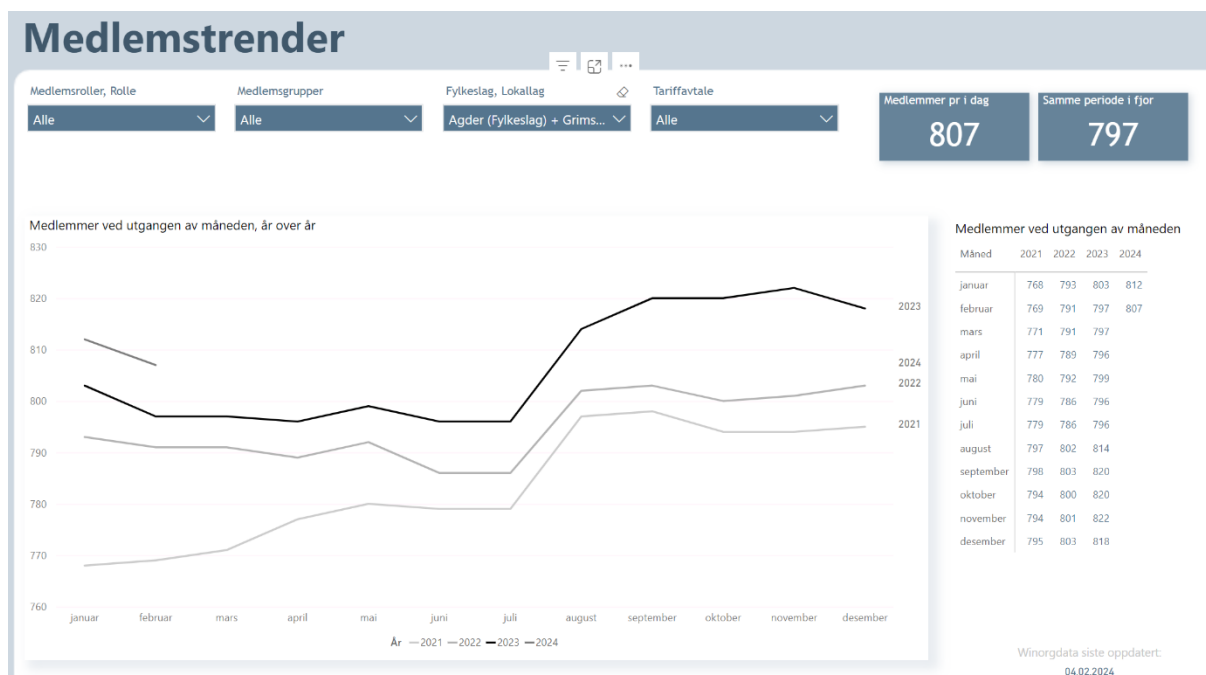 Medlemstrender
Medlemsroller, Rolle
Alle
Medlemsgrupper
Alle
Fylkeslag, Lokallag
Agder (Fylkeslag) + Grims...
Tariffavtale
Alle
Medlemmer pr i dag
807
Samme periode i fjor
797
Medlemmer ved utgangen av måneden, år over år
830
820
810
800
790
780
770
760
2023
2024
2022
2021
januar februar mars april mai juni juli august september oktober november desember
År 2021 2022 2023 2024
Medlemmer ved utgangen av måneden
Måned 2021 2022 2023 2024
januar 768 793 803 812
februar 769 791 797 807
mars 771 791 797
april 777 789 796
mai 780 792 799
juni 779 786 796
juli 779 786 796
august 797 802 814
september 798 803 820
oktober 794 800 820
november 794 801 822
desember 795 803 818
Winorgdata siste oppdatert:
04.02.2024